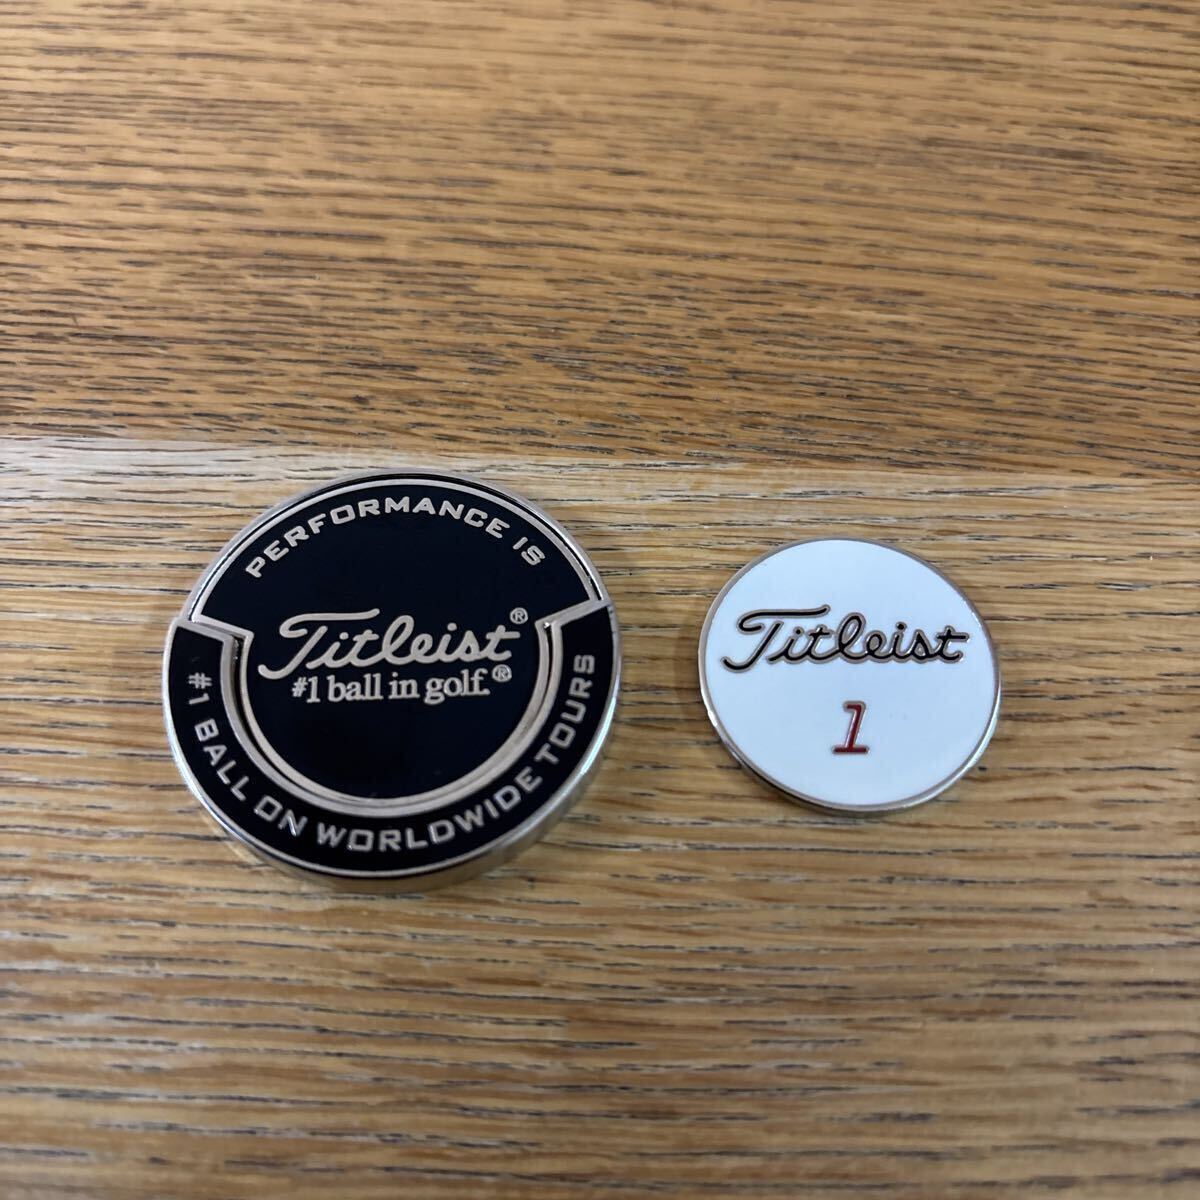 PERFORMANCE IS
Titleist®
#1 ball in golf.®
#1 BALL ON WORLDWIDE TOURS
Titleist
1